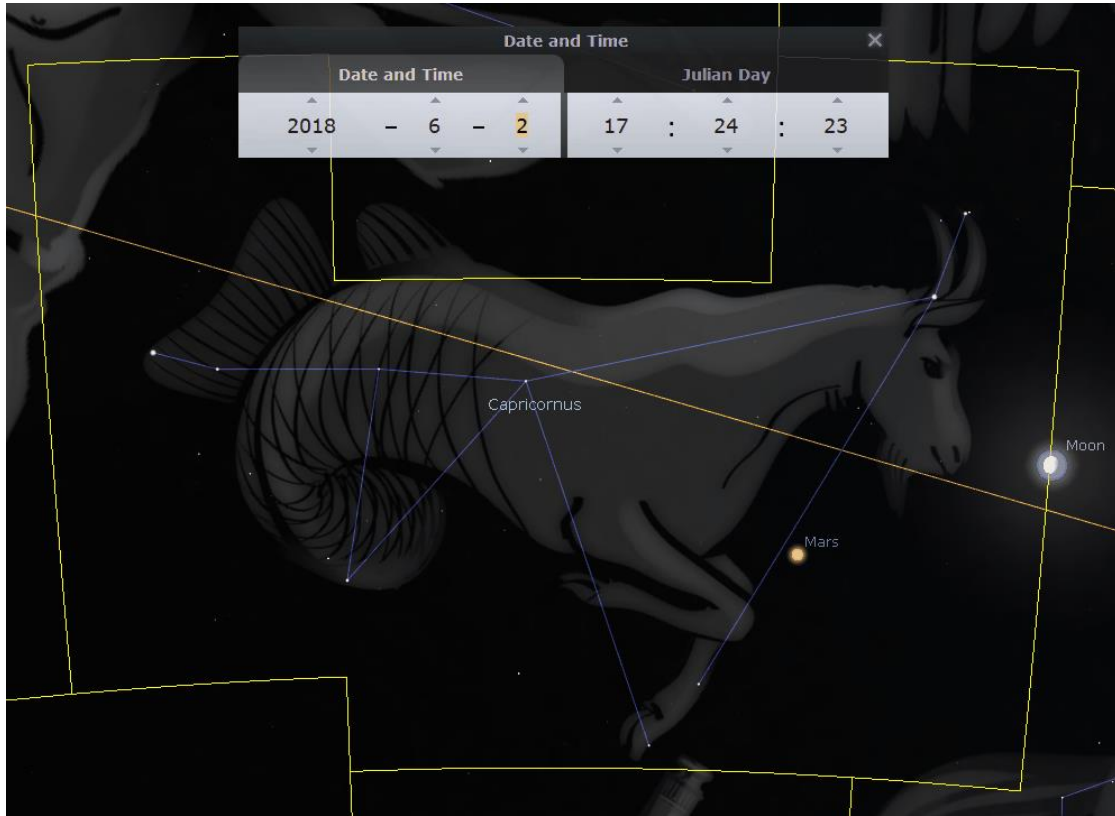 Date and Time
Date and Time Julian Day
2018 – 6 – 2 17 : 24 : 23
Capricornus
Moon
Mars